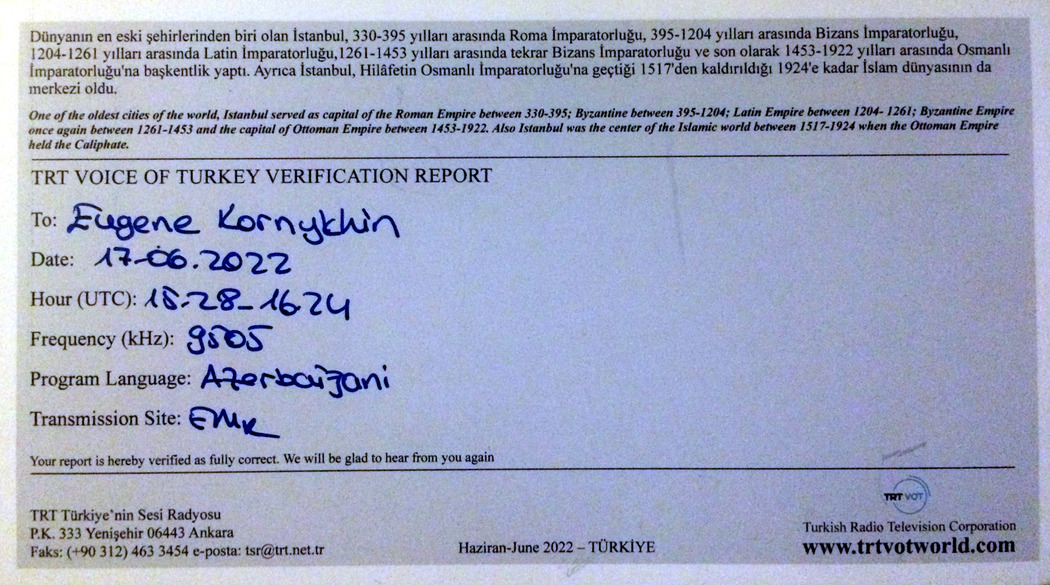 Dünyanın en eski şehirlerinden biri olan İstanbul, 330-395 yılları arasında Roma İmparatorluğu, 395-1204 yılları arasında Bizans İmparatorluğu,
1204-1261 yılları arasında Latin İmparatorluğu,1261-1453 yılları arasında tekrar Bizans İmparatorluğu ve son olarak 1453-1922 yılları arasında Osmanlı
İmparatorluğu'na başkentlik yaptı. Ayrıca İstanbul, Hilâfetin Osmanlı İmparatorluğu'na geçtiği 1517'den kaldırıldığı 1924'e kadar İslam dünyasının da
merkezi oldu.
One of the oldest cities of the world, Istanbul served as capital of the Roman Empire between 330-395; Byzantine between 395-1204; Latin Empire between 1204- 1261; Byzantine Empire
once again between 1261-1453 and the capital of Ottoman Empire between 1453-1922. Also Istanbul was the center of the Islamic world between 1517-1924 when the Ottoman Empire
held the Caliphate.
TRT VOICE OF TURKEY VERIFICATION REPORT
To: Eugene Kornykhin
Date: 17-06.2022
Hour (UTC): 15.28-16.24
Frequency (kHz): 9505
Program Language: Azerbaijani
Transmission Site: EMR
Your report is hereby verified as fully correct. We will be glad to hear from you again
TRT VOT
TRT Türkiye'nin Sesi Radyosu
P.K. 333 Yenişehir 06443 Ankara
Faks: (+90 312) 463 3454 e-posta: tsr@trt.net.tr
Haziran-June 2022 – TÜRKİYE
Turkish Radio Television Corporation
www.trtvotworld.com